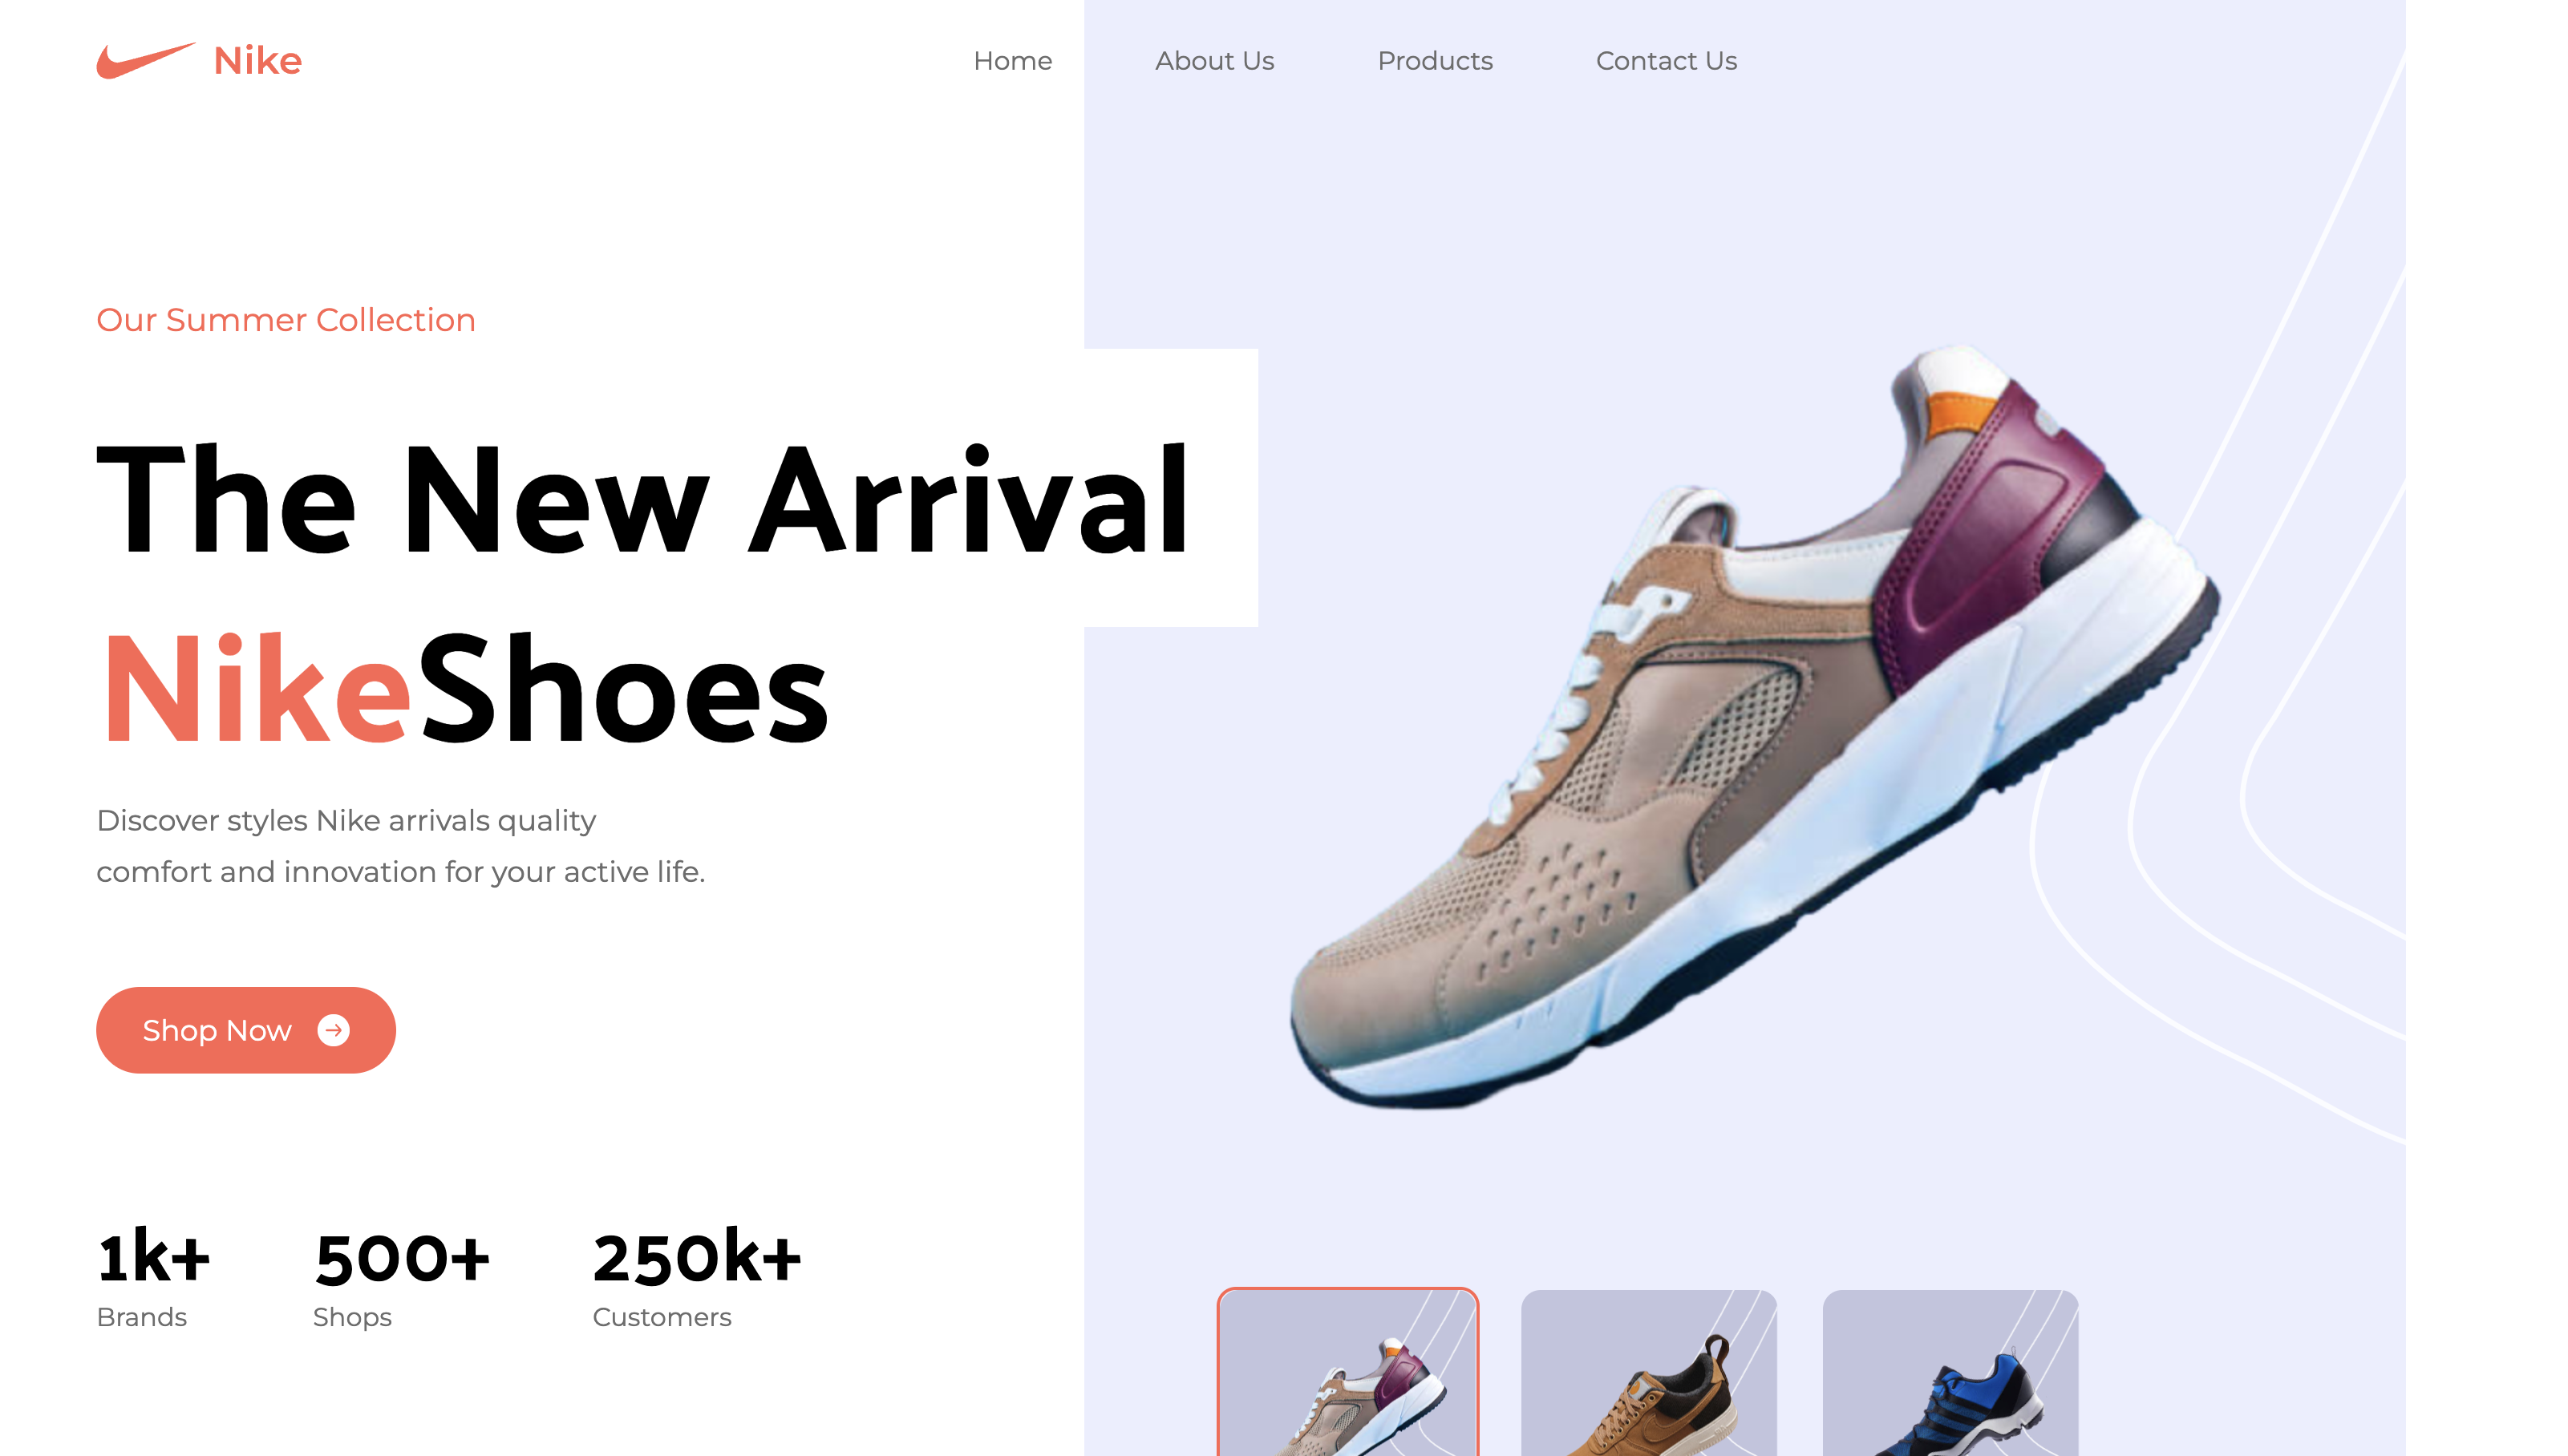 Nike
Home
About Us
Products
Contact Us
Our Summer Collection
The New Arrival
NikeShoes
Discover styles Nike arrivals quality
comfort and innovation for your active life.
Shop Now
1k+
500+
250k+
Brands
Shops
Customers